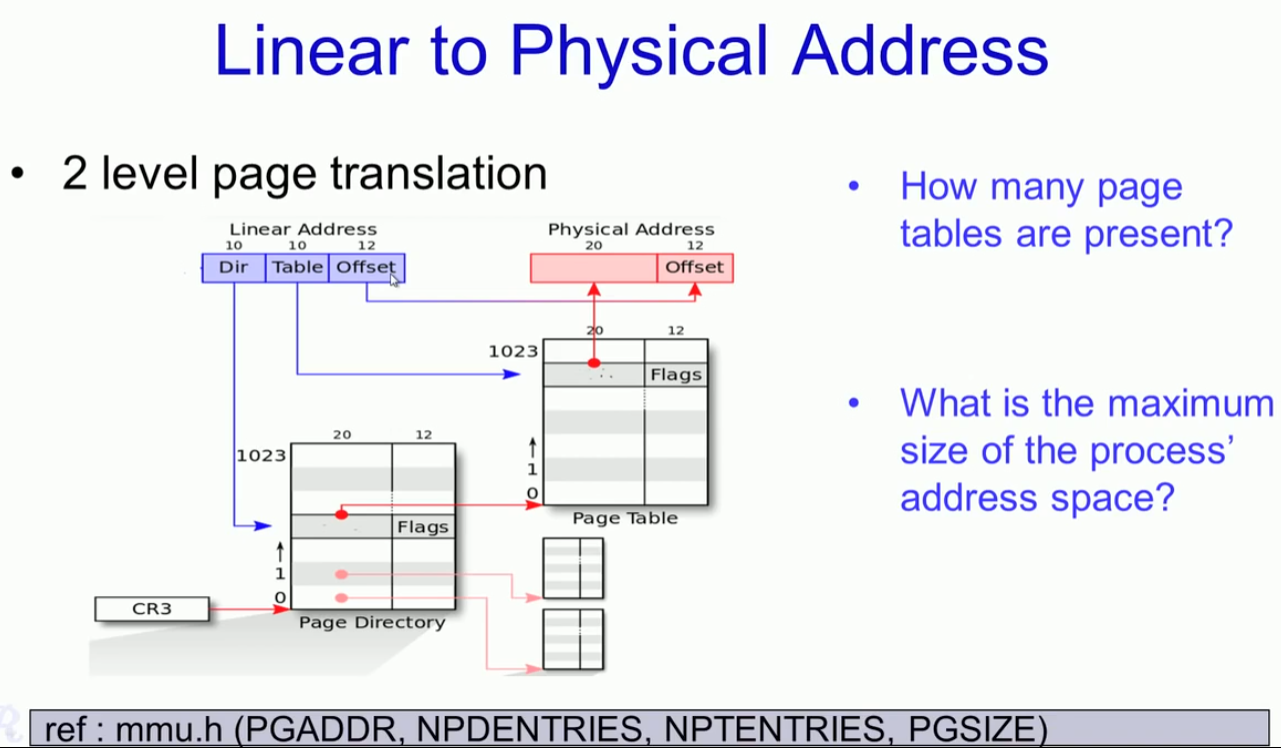 Linear to Physical Address
• 2 level page translation
Linear Address
10 10 12
Dir Table Offset
Physical Address
20 12
Offset
20 12
1023
Flags
1
0
Page Table
20 12
1023
Flags
1
0
CR3
Page Directory
• How many page
tables are present?
• What is the maximum
size of the process’
address space?
ref : mmu.h (PGADDR, NPDENTRIES, NPTENTRIES, PGSIZE)